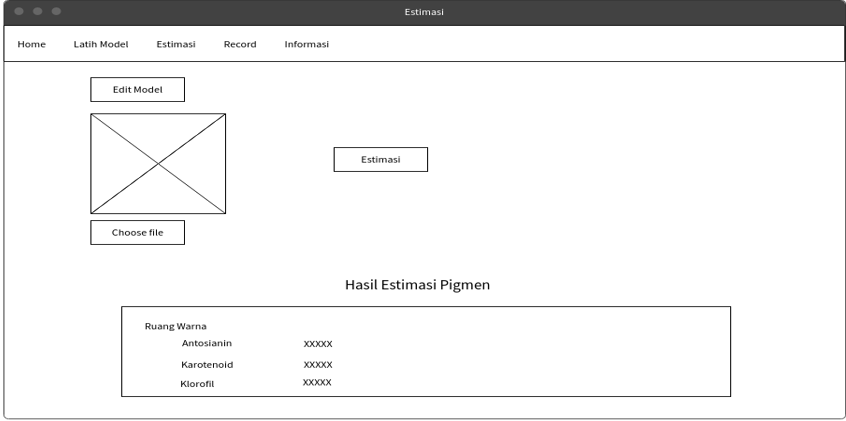 Estimasi
Home Latih Model Estimasi Record Informasi
Edit Model
Estimasi
Choose file
Hasil Estimasi Pigmen
Ruang Warna
Antosianin XXXXX
Karotenoid XXXXX
Klorofil XXXXX